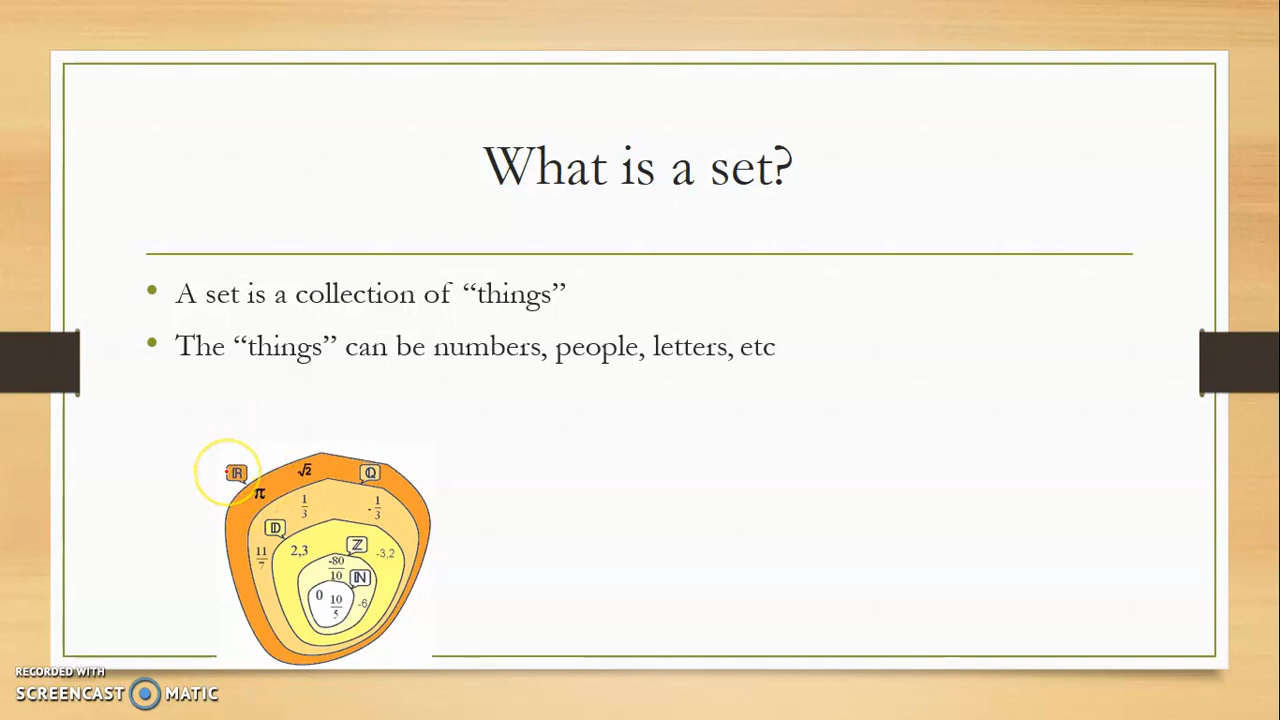 What is a set?
• A set is a collection of “things”
• The “things” can be numbers, people, letters, etc
ℝ
√2
ℚ
π
1/3
-1/3
𝔻
11/7
2,3
ℤ
-3,2
-80/10
ℕ
0
10/5
-6
RECORDED WITH
SCREENCAST MATIC